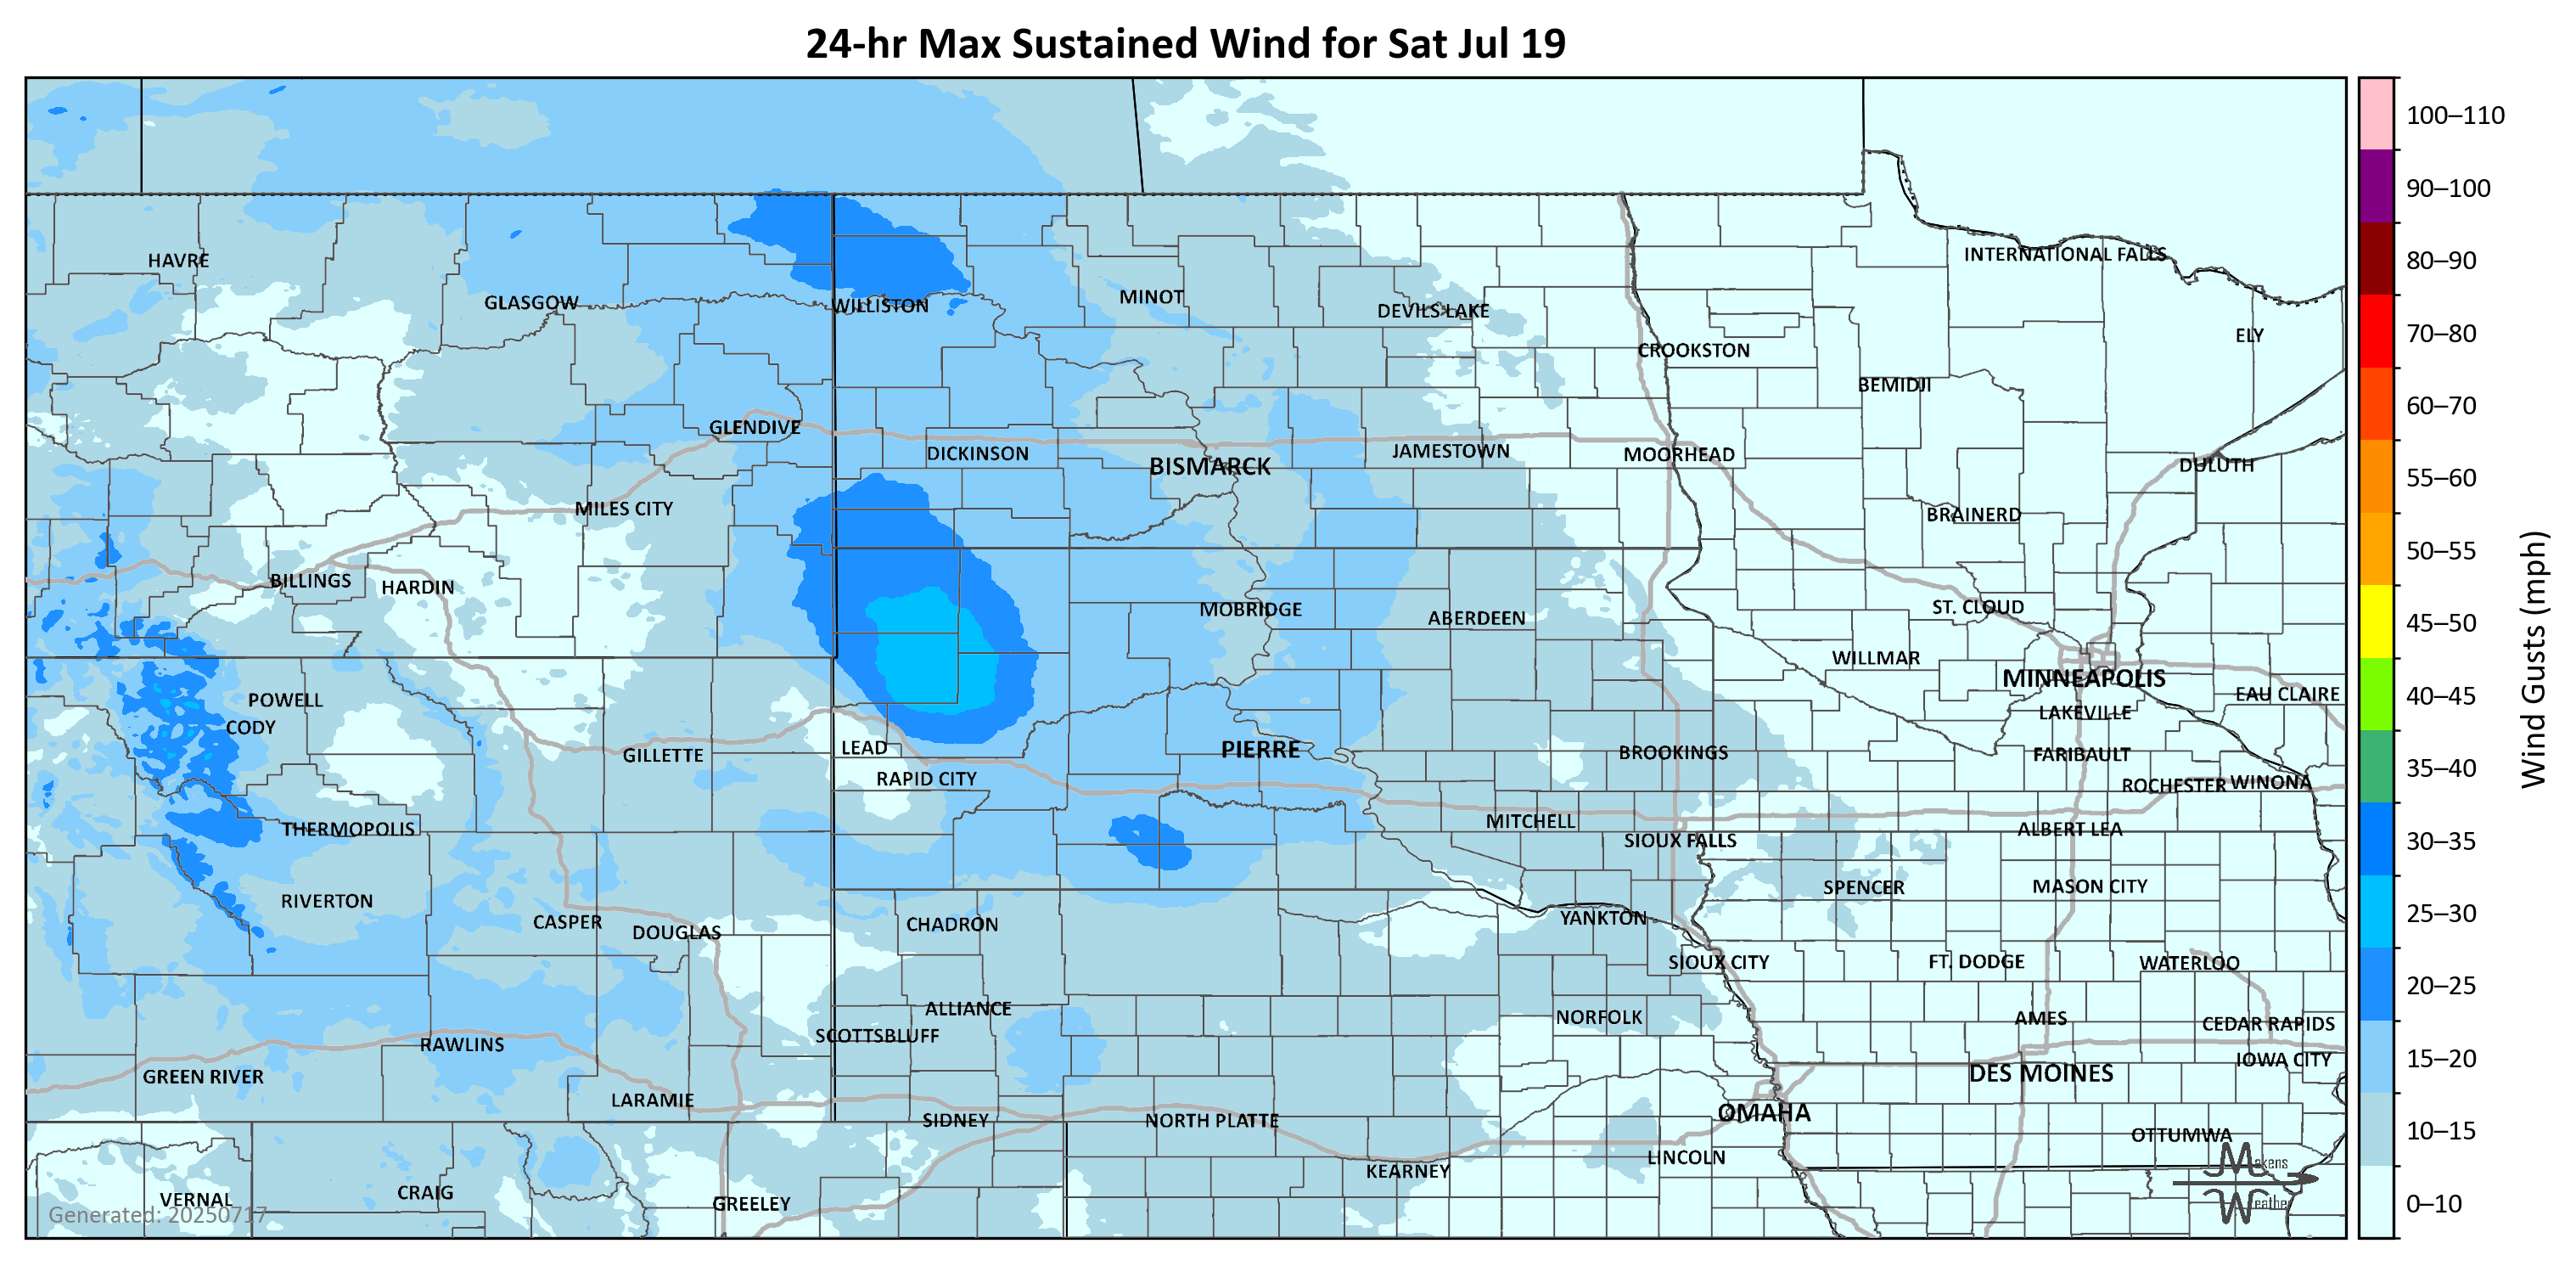 24-hr Max Sustained Wind for Sat Jul 19
100–110
90–100
INTERNATIONAL FALLS
HAVRE
80–90
MINOT
GLASGOW
WILLISTON
DEVILS LAKE
70–80
ELY
CROOKSTON
BEMIDJI
60–70
GLENDIVE
DICKINSON
JAMESTOWN
MOORHEAD
BISMARCK
DULUTH
55–60
MILES CITY
BRAINERD
50–55
BILLINGS
HARDIN
MOBRIDGE
ST. CLOUD
ABERDEEN
45–50
WILLMAR
MINNEAPOLIS
EAU CLAIRE
40–45
POWELL
LAKEVILLE
CODY
Wind Gusts (mph)
LEAD
PIERRE
BROOKINGS
GILLETTE
FARIBAULT
35–40
RAPID CITY
ROCHESTER
WINONA
MITCHELL
THERMOPOLIS
ALBERT LEA
SIOUX FALLS
30–35
SPENCER
MASON CITY
RIVERTON
25–30
CASPER
CHADRON
YANKTON
DOUGLAS
SIOUX CITY
FT. DODGE
WATERLOO
20–25
ALLIANCE
NORFOLK
AMES
CEDAR RAPIDS
SCOTTSBLUFF
RAWLINS
15–20
IOWA CITY
GREEN RIVER
DES MOINES
LARAMIE
OMAHA
SIDNEY
NORTH PLATTE
10–15
OTTUMWA
LINCOLN
Makens
KEARNEY
CRAIG
VERNAL
GREELEY
Weather
0–10
Generated: 20250717